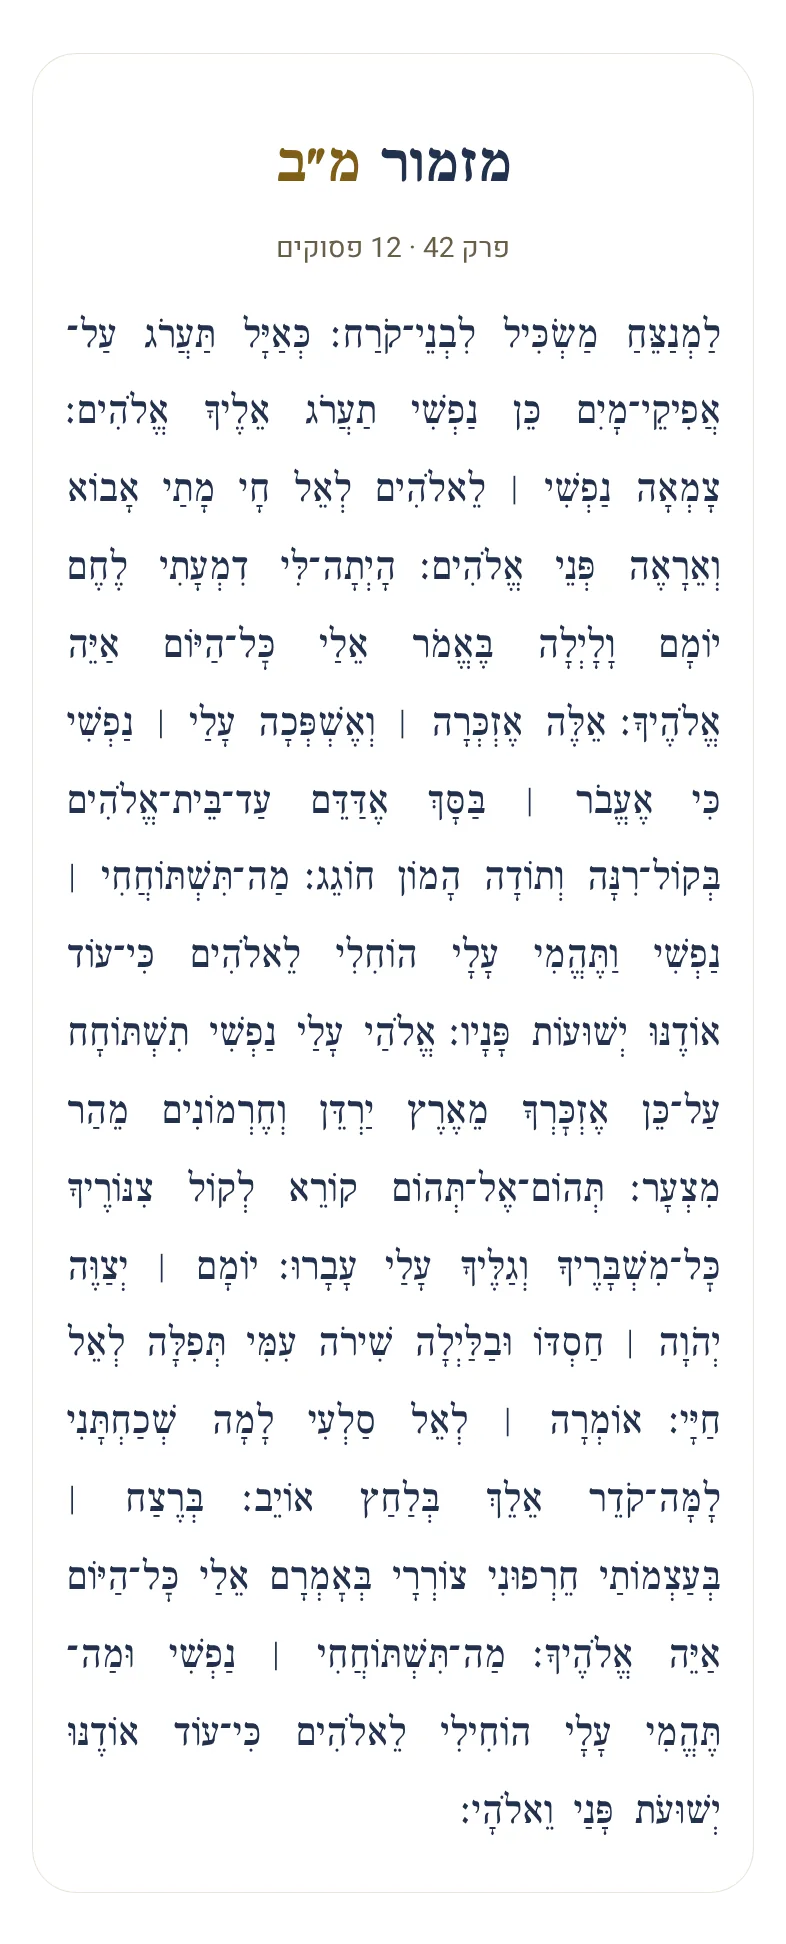 מזמור מ״ב
פרק 42 · 12 פסוקים
לַמְנַצֵּחַ מַשְׂכִּיל לִבְנֵי־קֹרַח׃ כְּאַיָּל תַּעֲרֹג עַל־
אֲפִיקֵי־מָיִם כֵּן נַפְשִׁי תַעֲרֹג אֵלֶיךָ אֱלֹהִים׃
צָמְאָה נַפְשִׁי ׀ לֵאלֹהִים לְאֵל חָי מָתַי אָבוֹא
וְאֵרָאֶה פְּנֵי אֱלֹהִים׃ הָיְתָה־לִּי דִמְעָתִי לֶחֶם
יוֹמָם וָלָיְלָה בֶּאֱמֹר אֵלַי כָּל־הַיּוֹם אַיֵּה
אֱלֹהֶיךָ׃ אֵלֶּה אֶזְכְּרָה ׀ וְאֶשְׁפְּכָה עָלַי ׀ נַפְשִׁי
כִּי אֶעֱבֹר ׀ בַּסָּךְ אֶדַּדֵּם עַד־בֵּית־אֱלֹהִים
בְּקוֹל־רִנָּה וְתוֹדָה הָמוֹן חוֹגֵג׃ מַה־תִּשְׁתּוֹחֲחִי ׀
נַפְשִׁי וַתֶּהֱמִי עָלָי הוֹחִלִי לֵאלֹהִים כִּי־עוֹד
אוֹדֶנּוּ יְשׁוּעוֹת פָּנָיו׃ אֱלֹהַי עָלַי נַפְשִׁי תִשְׁתּוֹחָח
עַל־כֵּן אֶזְכָּרְךָ מֵאֶרֶץ יַרְדֵּן וְחֶרְמוֹנִים מֵהַר
מִצְעָר׃ תְּהוֹם־אֶל־תְּהוֹם קוֹרֵא לְקוֹל צִנּוֹרֶיךָ
כָּל־מִשְׁבָּרֶיךָ וְגַלֶּיךָ עָלַי עָבָרוּ׃ יוֹמָם ׀ יְצַוֶּה
יְהֹוָה ׀ חַסְדּוֹ וּבַלַּיְלָה שִׁירֹה עִמִּי תְּפִלָּה לְאֵל
חַיָּי׃ אוֹמְרָה ׀ לְאֵל סַלְעִי לָמָה שְׁכַחְתָּנִי
לָמָּה־קֹדֵר אֵלֵךְ בְּלַחַץ אוֹיֵב׃ בְּרֶצַח ׀
בְּעַצְמוֹתַי חֵרְפוּנִי צוֹרְרָי בְּאָמְרָם אֵלַי כָּל־הַיּוֹם
אַיֵּה אֱלֹהֶיךָ׃ מַה־תִּשְׁתּוֹחֲחִי ׀ נַפְשִׁי וּמַה־
תֶּהֱמִי עָלָי הוֹחִילִי לֵאלֹהִים כִּי־עוֹד אוֹדֶנּוּ
יְשׁוּעֹת פָּנַי וֵאלֹהָי׃